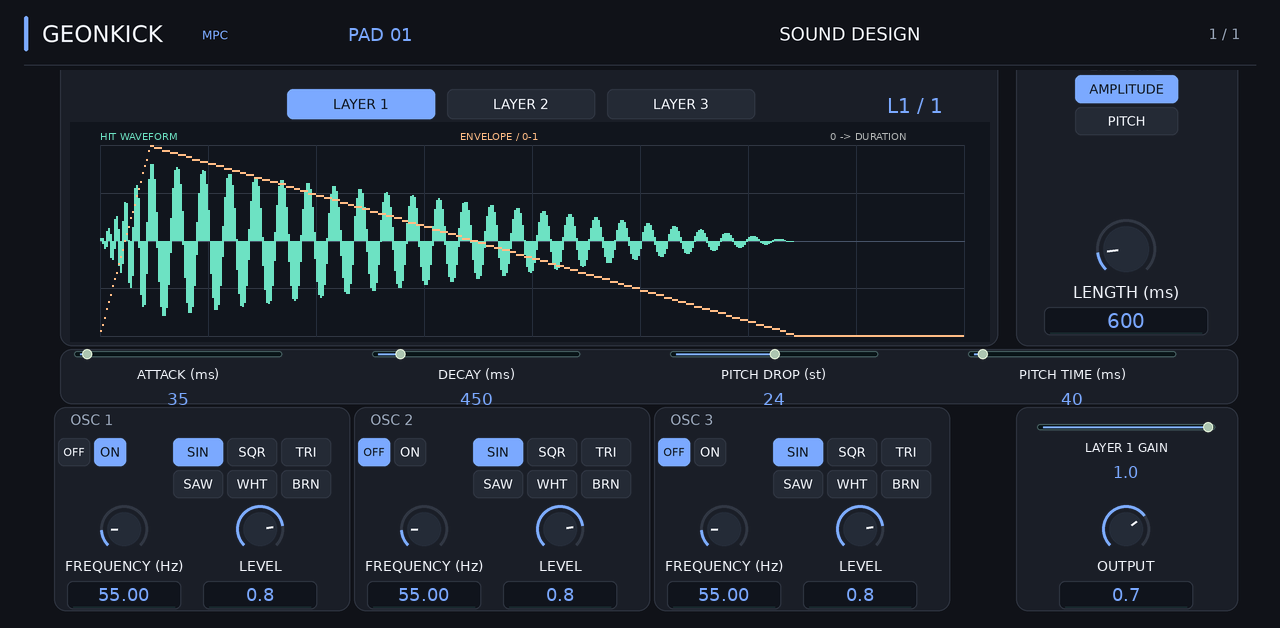 GEONKICK MPC PAD 01 SOUND DESIGN 1 / 1
LAYER 1 LAYER 2 LAYER 3 L1 / 1
AMPLITUDE
PITCH
HIT WAVEFORM ENVELOPE / 0-1 0 -> DURATION
LENGTH (ms)
600
ATTACK (ms) DECAY (ms) PITCH DROP (st) PITCH TIME (ms)
35 450 24 40
OSC 1 OSC 2 OSC 3
OFF ON SIN SQR TRI OFF ON SIN SQR TRI OFF ON SIN SQR TRI
SAW WHT BRN SAW WHT BRN SAW WHT BRN
LAYER 1 GAIN
1.0
FREQUENCY (Hz) LEVEL FREQUENCY (Hz) LEVEL FREQUENCY (Hz) LEVEL OUTPUT
55.00 0.8 55.00 0.8 55.00 0.8 0.7